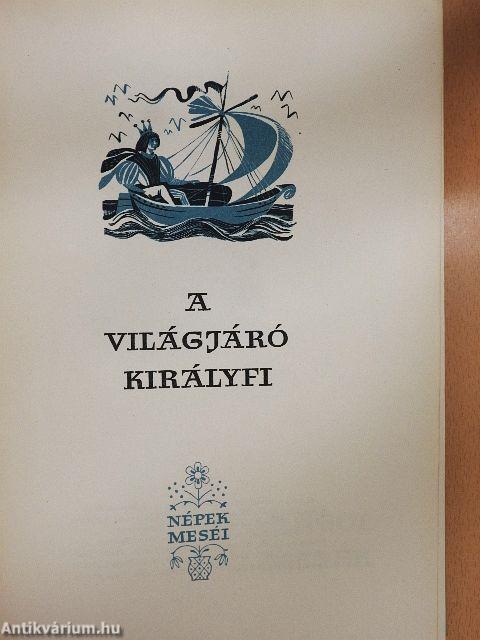 A
VILÁGJÁRÓ
KIRÁLYFI
NÉPEK
MESÉI
Antikvárium.hu